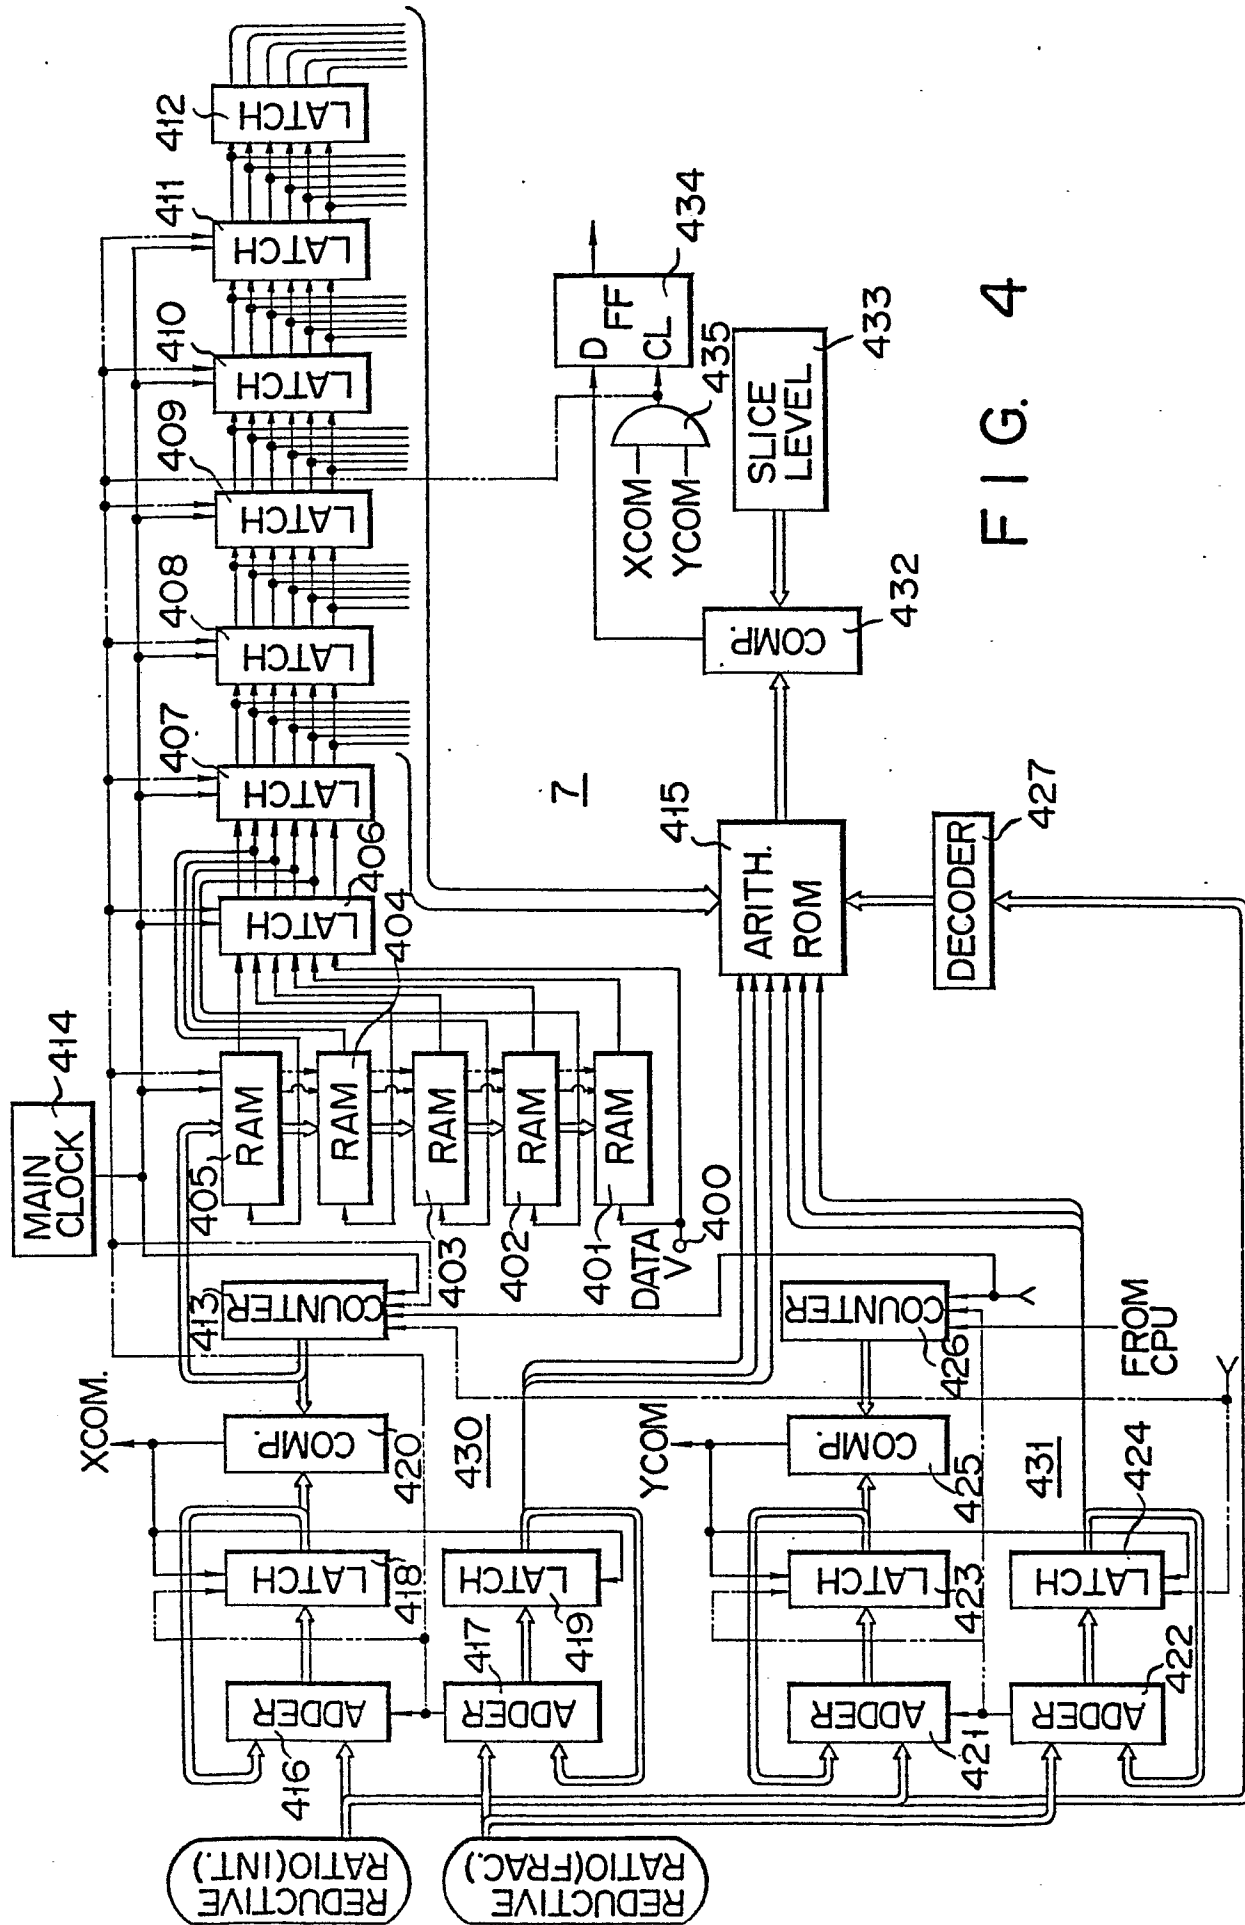 MAIN
CLOCK
414
405
RAM
RAM
404
403
RAM
402
RAM
401
RAM
DATA
V
400
413
COUNTER
LATCH
406
LATCH
407
LATCH
408
LATCH
409
LATCH
410
LATCH
411
LATCH
412
XCOM.
COMP.
420
430
LATCH
418
LATCH
419
ADDER
416
417
ADDER
REDUCTIVE
RATIO(INT.)
REDUCTIVE
RATIO(FRAC.)
YCOM
COUNTER
426
FROM
CPU
COMP.
425
431
LATCH
423
LATCH
424
ADDER
421
ADDER
422
7
415
ARITH.
ROM
DECODER
427
COMP.
432
SLICE
LEVEL
433
XCOM
YCOM
435
D
FF
CL
434
FIG. 4